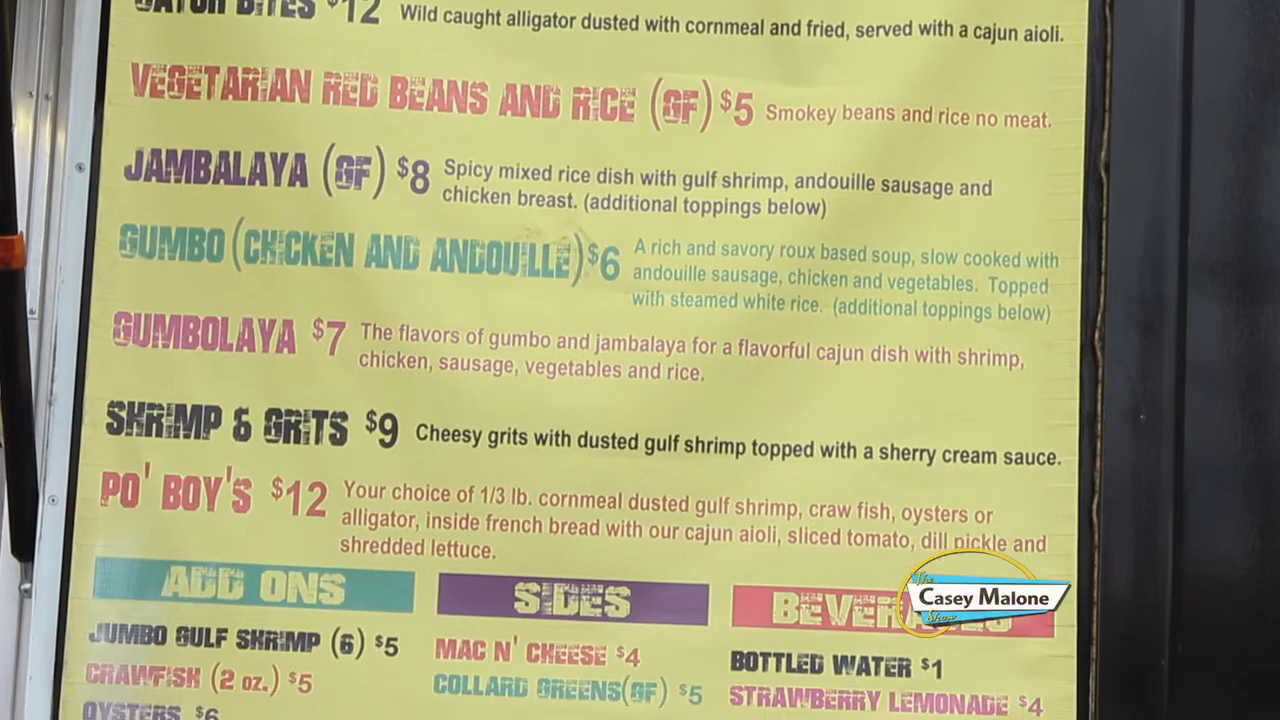 GATOR BITES $12 Wild caught alligator dusted with cornmeal and fried, served with a cajun aioli.
VEGETARIAN RED BEANS AND RICE (GF) $5 Smokey beans and rice no meat.
JAMBALAYA (GF) $8 Spicy mixed rice dish with gulf shrimp, andouille sausage and
chicken breast. (additional toppings below)
GUMBO (CHICKEN AND ANDOUILLE) $6 A rich and savory roux based soup, slow cooked with
andouille sausage, chicken and vegetables. Topped
with steamed white rice. (additional toppings below)
GUMBOLAYA $7 The flavors of gumbo and jambalaya for a flavorful cajun dish with shrimp,
chicken, sausage, vegetables and rice.
SHRIMP & GRITS $9 Cheesy grits with dusted gulf shrimp topped with a sherry cream sauce.
PO' BOY'S $12 Your choice of 1/3 lb. cornmeal dusted gulf shrimp, craw fish, oysters or
alligator, inside french bread with our cajun aioli, sliced tomato, dill pickle and
shredded lettuce.
ADD ONS
JUMBO GULF SHRIMP (6) $5
CRAWFISH (2 oz.) $5
OYSTERS $6
SIDES
MAC N' CHEESE $4
COLLARD GREENS(GF) $5
BEVERAGES
BOTTLED WATER $1
STRAWBERRY LEMONADE $4
The
Casey Malone
Show